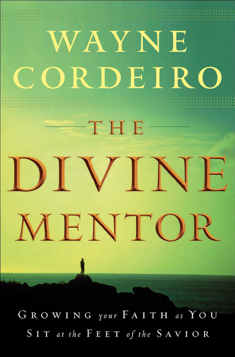 WAYNE
CORDEIRO
THE
DIVINE
MENTOR
GROWING your FAITH as YOU
SIT at the FEET of the SAVIOR